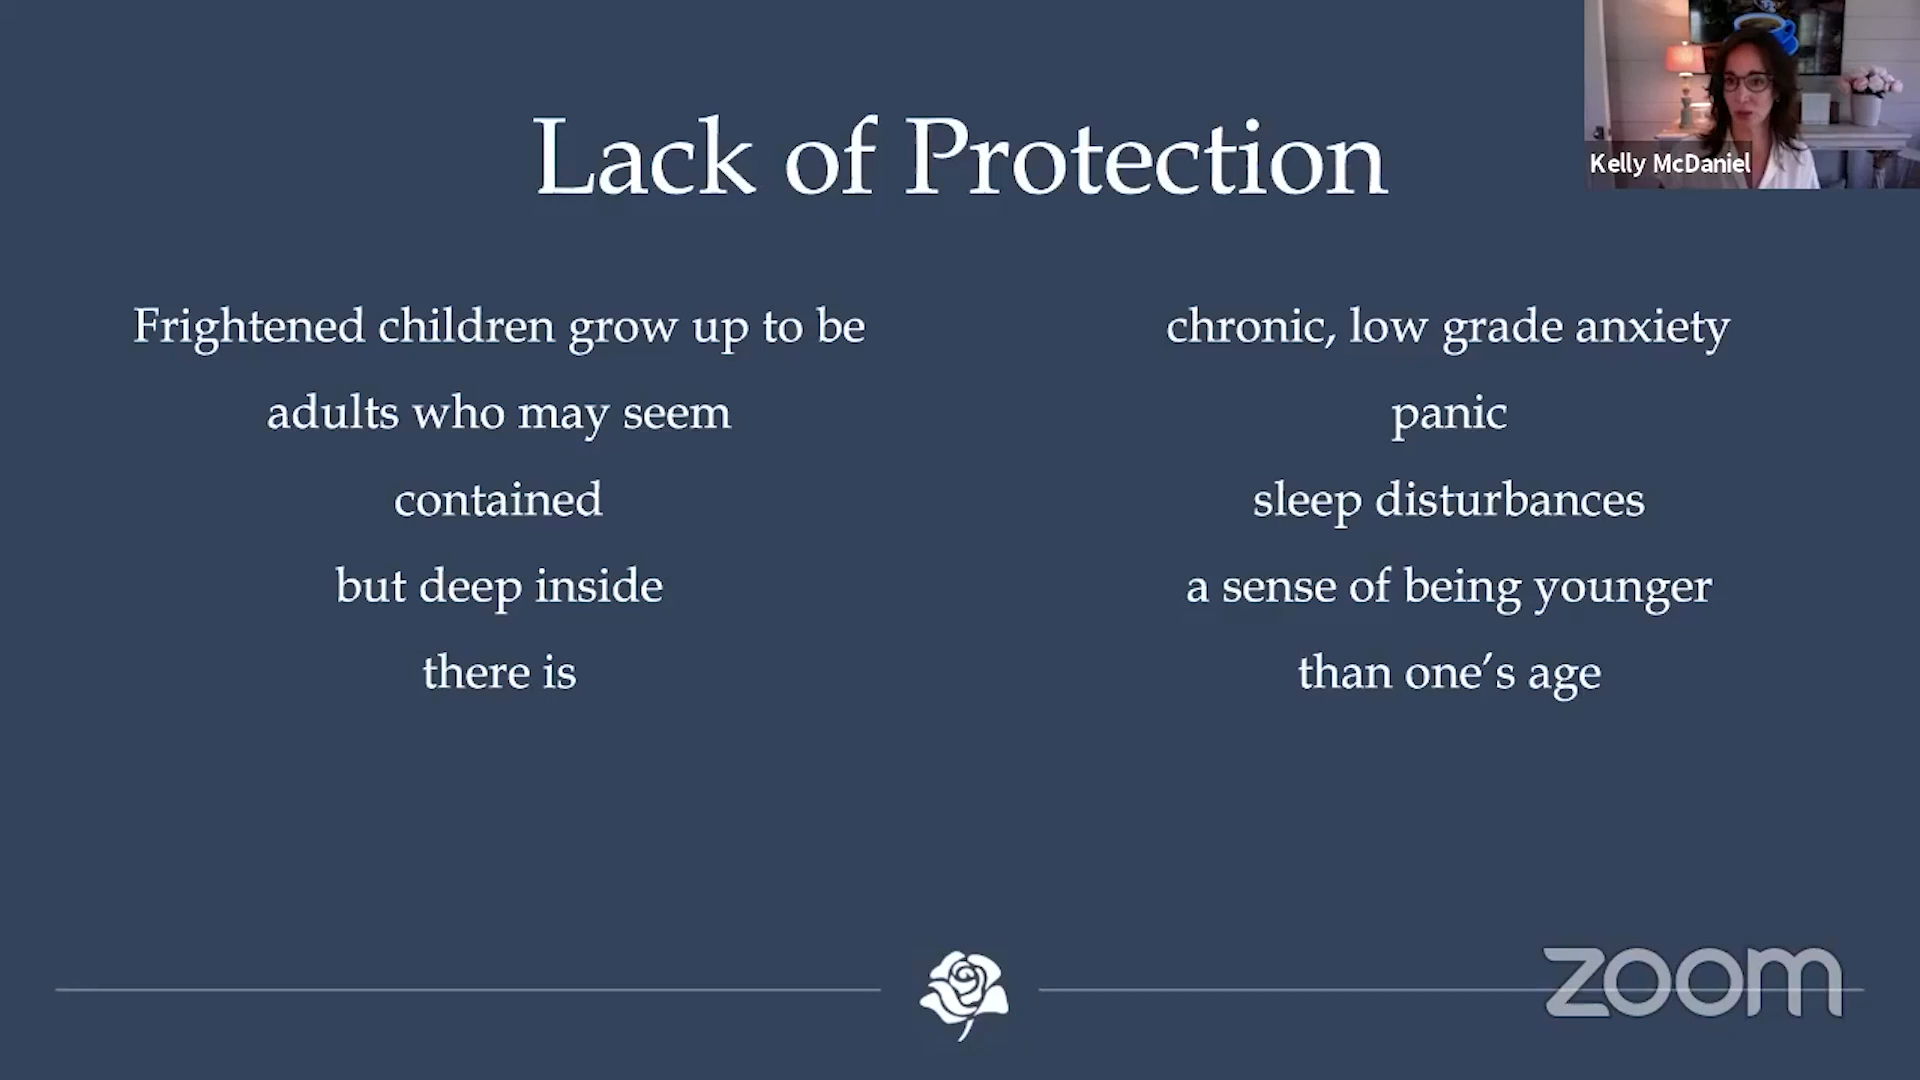 Lack of Protection
Kelly McDaniel
Frightened children grow up to be
adults who may seem
contained
but deep inside
there is
chronic, low grade anxiety
panic
sleep disturbances
a sense of being younger
than one’s age
zoom